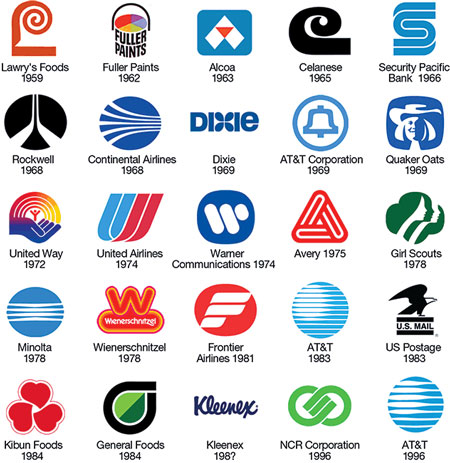 FULLER
PAINTS
Lawry's Foods
1959
Fuller Paints
1962
Alcoa
1963
Celanese
1965
Security Pacific
Bank 1966
DIXIE
Rockwell
1968
Continental Airlines
1968
Dixie
1969
AT&T Corporation
1969
Quaker Oats
1969
United Way
1972
United Airlines
1974
Warner
Communications 1974
Avery 1975
Girl Scouts
1978
W
Wienerschnitzel
U.S. MAIL
Minolta
1978
Wienerschnitzel
1978
Frontier
Airlines 1981
AT&T
1983
US Postage
1983
Kleenex
Kibun Foods
1984
General Foods
1984
Kleenex
198?
NCR Corporation
1996
AT&T
1996